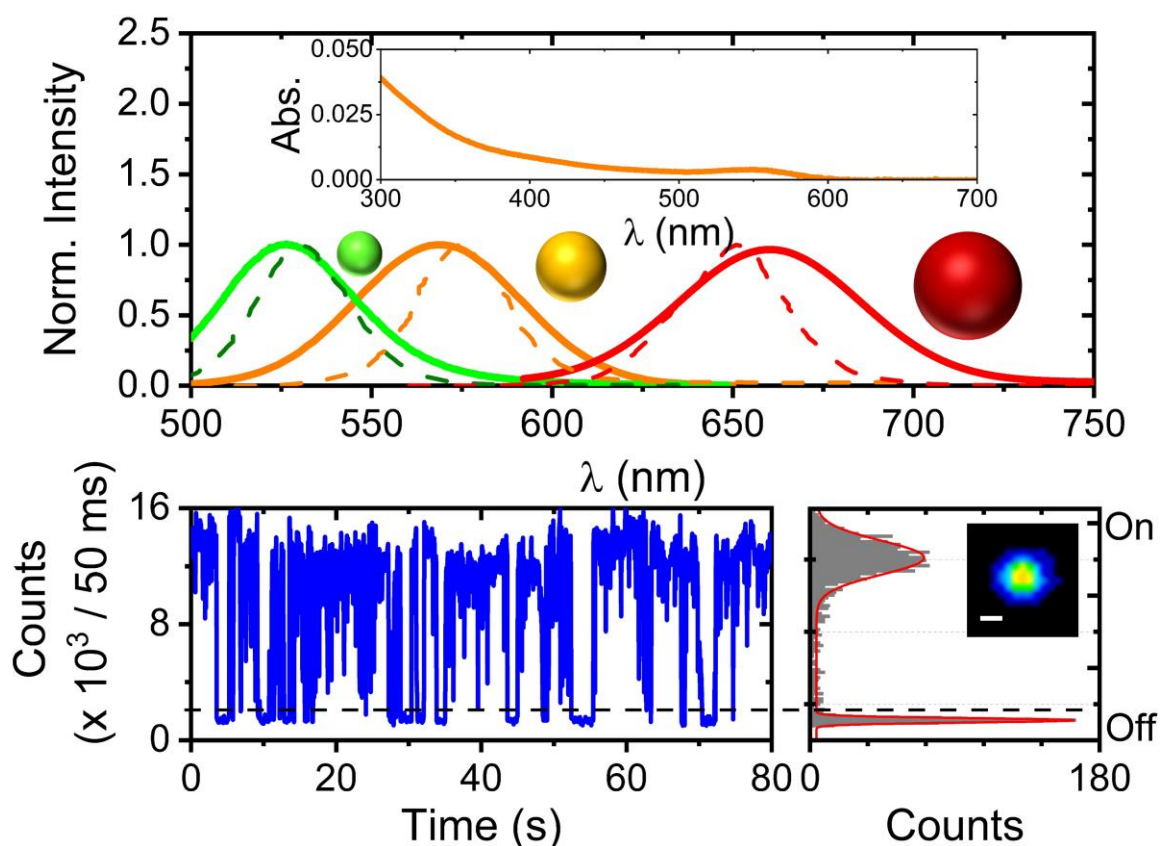 2.5
2.0
1.5
1.0
0.5
0.0
Norm. Intensity
0.050
0.025
0.000
Abs.
300 400 500 600 700
λ (nm)
500 550 600 650 700 750
λ (nm)
16
8
0
Counts
(x 10³ / 50 ms)
0 20 40 60 80
Time (s)
On
Off
0 180
Counts